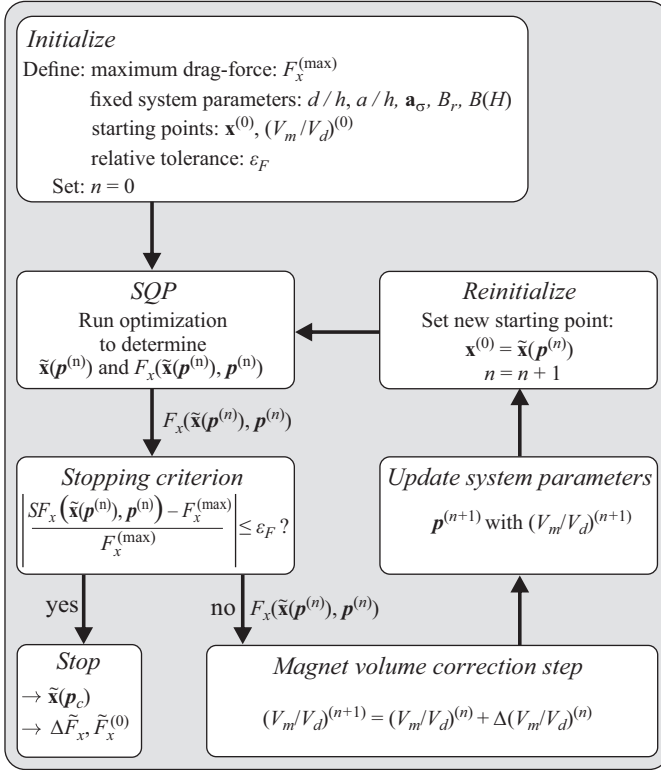 Initialize
Define: maximum drag-force: F_x^(max)
fixed system parameters: d / h, a / h, a_σ, B_r, B(H)
starting points: x^(0), (V_m/V_d)^(0)
relative tolerance: ε_F
Set: n = 0
SQP
Run optimization
to determine
x̃(p^(n)) and F_x(x̃(p^(n)), p^(n))
Reinitialize
Set new starting point:
x^(0) = x̃(p^(n))
n = n + 1
F_x(x̃(p^(n)), p^(n))
Stopping criterion
| SF_x (x̃(p^(n)), p^(n)) – F_x^(max) / F_x^(max) | ≤ ε_F ?
Update system parameters
p^(n+1) with (V_m/V_d)^(n+1)
yes
no F_x(x̃(p^(n)), p^(n))
Stop
→ x̃(p_c)
→ ΔF̃_x, F̃_x^(0)
Magnet volume correction step
(V_m/V_d)^(n+1) = (V_m/V_d)^(n) + Δ(V_m/V_d)^(n)